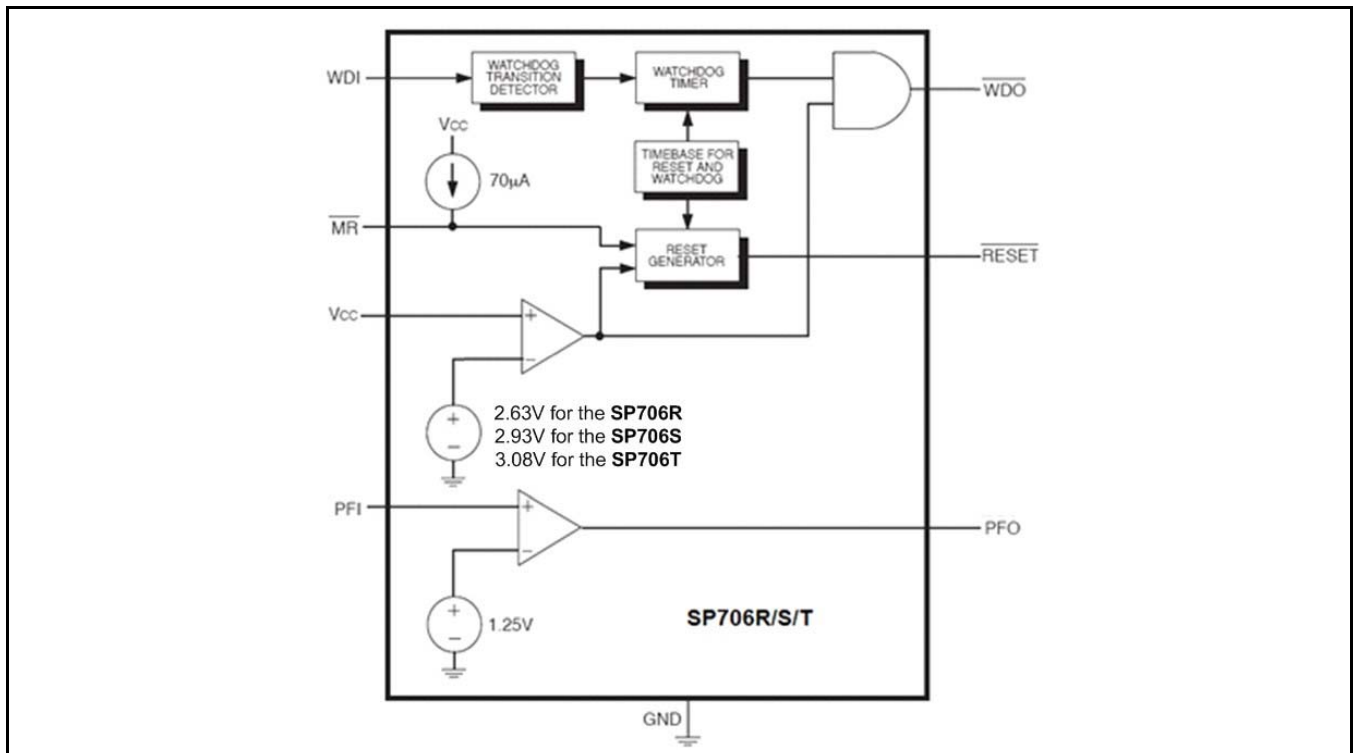 WDI
WATCHDOG
TRANSITION
DETECTOR
WATCHDOG
TIMER
WDO
VCC
70µA
TIMEBASE FOR
RESET AND
WATCHDOG
MR
RESET
GENERATOR
RESET
VCC
+
−
+
−
2.63V for the SP706R
2.93V for the SP706S
3.08V for the SP706T
PFI
+
−
PFO
+
−
1.25V
SP706R/S/T
GND